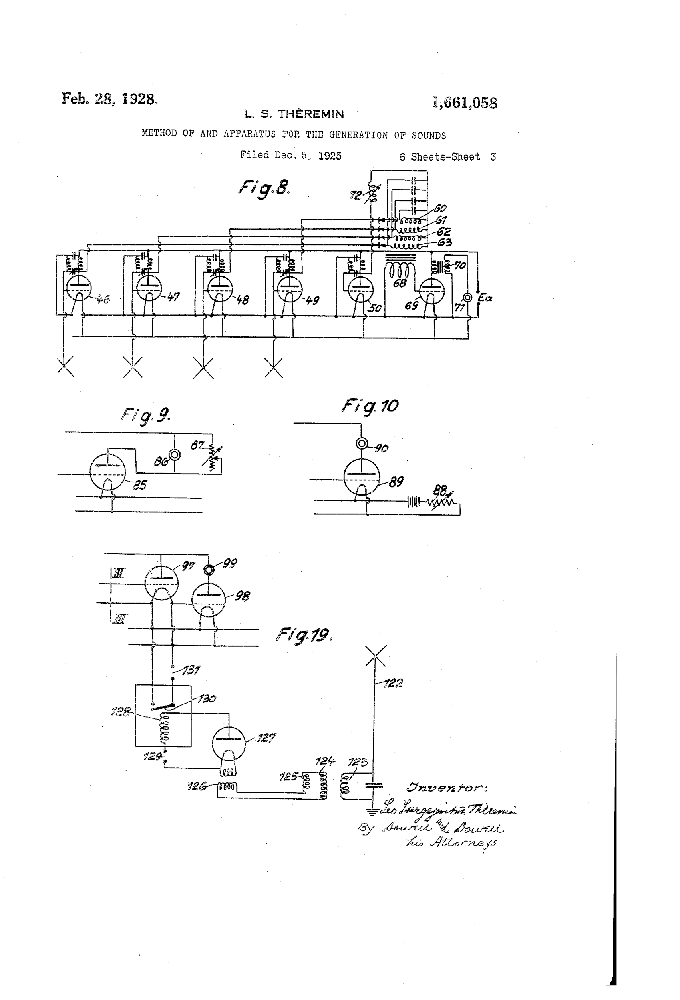 Feb. 28, 1928.
1,661,058
L. S. THÈREMIN
METHOD OF AND APPARATUS FOR THE GENERATION OF SOUNDS
Filed Dec. 5, 1925
6 Sheets-Sheet 3
Fig.8.
72
60
61
62
63
46
47
48
49
50
68
69
70
71
Ea
Fig.9.
85
86
87
Fig.10
90
89
88
III
97
99
98
III
Fig.19.
131
122
130
128
127
129
126
125
124
123
Inventor:
Leo Thèremin
By Dowell and Dowell
his Attorneys